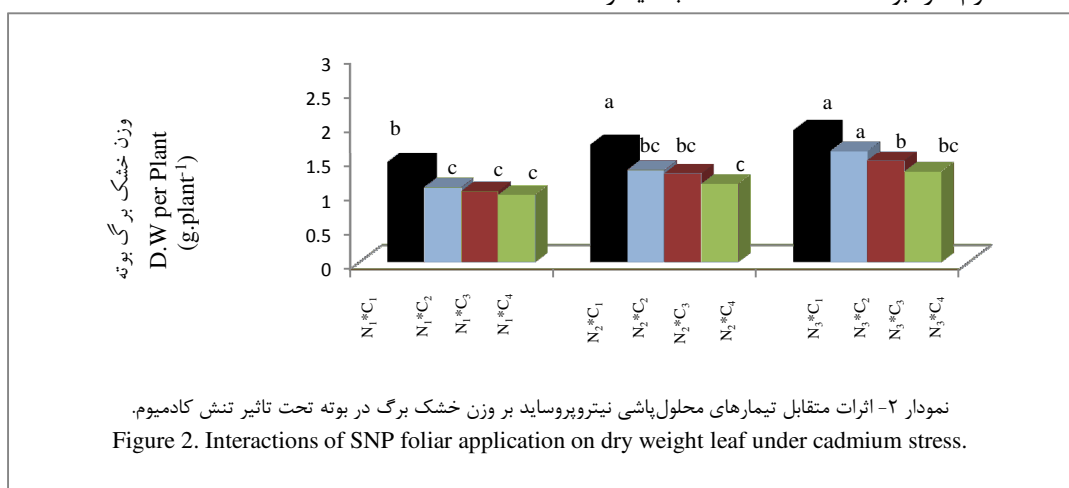 وزن خشک برگ بوته
D.W per Plant
(g.plant⁻¹)
3
2.5
2
1.5
1
0.5
0
b
c
c
c
a
bc
bc
c
a
a
b
bc
N₁*C₁
N₁*C₂
N₁*C₃
N₁*C₄
N₂*C₁
N₂*C₂
N₂*C₃
N₂*C₄
N₃*C₁
N₃*C₂
N₃*C₃
N₃*C₄
نمودار ۲- اثرات متقابل تیمارهای محلول‌پاشی نیتروپروساید بر وزن خشک برگ در بوته تحت تاثیر تنش کادمیوم.
Figure 2. Interactions of SNP foliar application on dry weight leaf under cadmium stress.